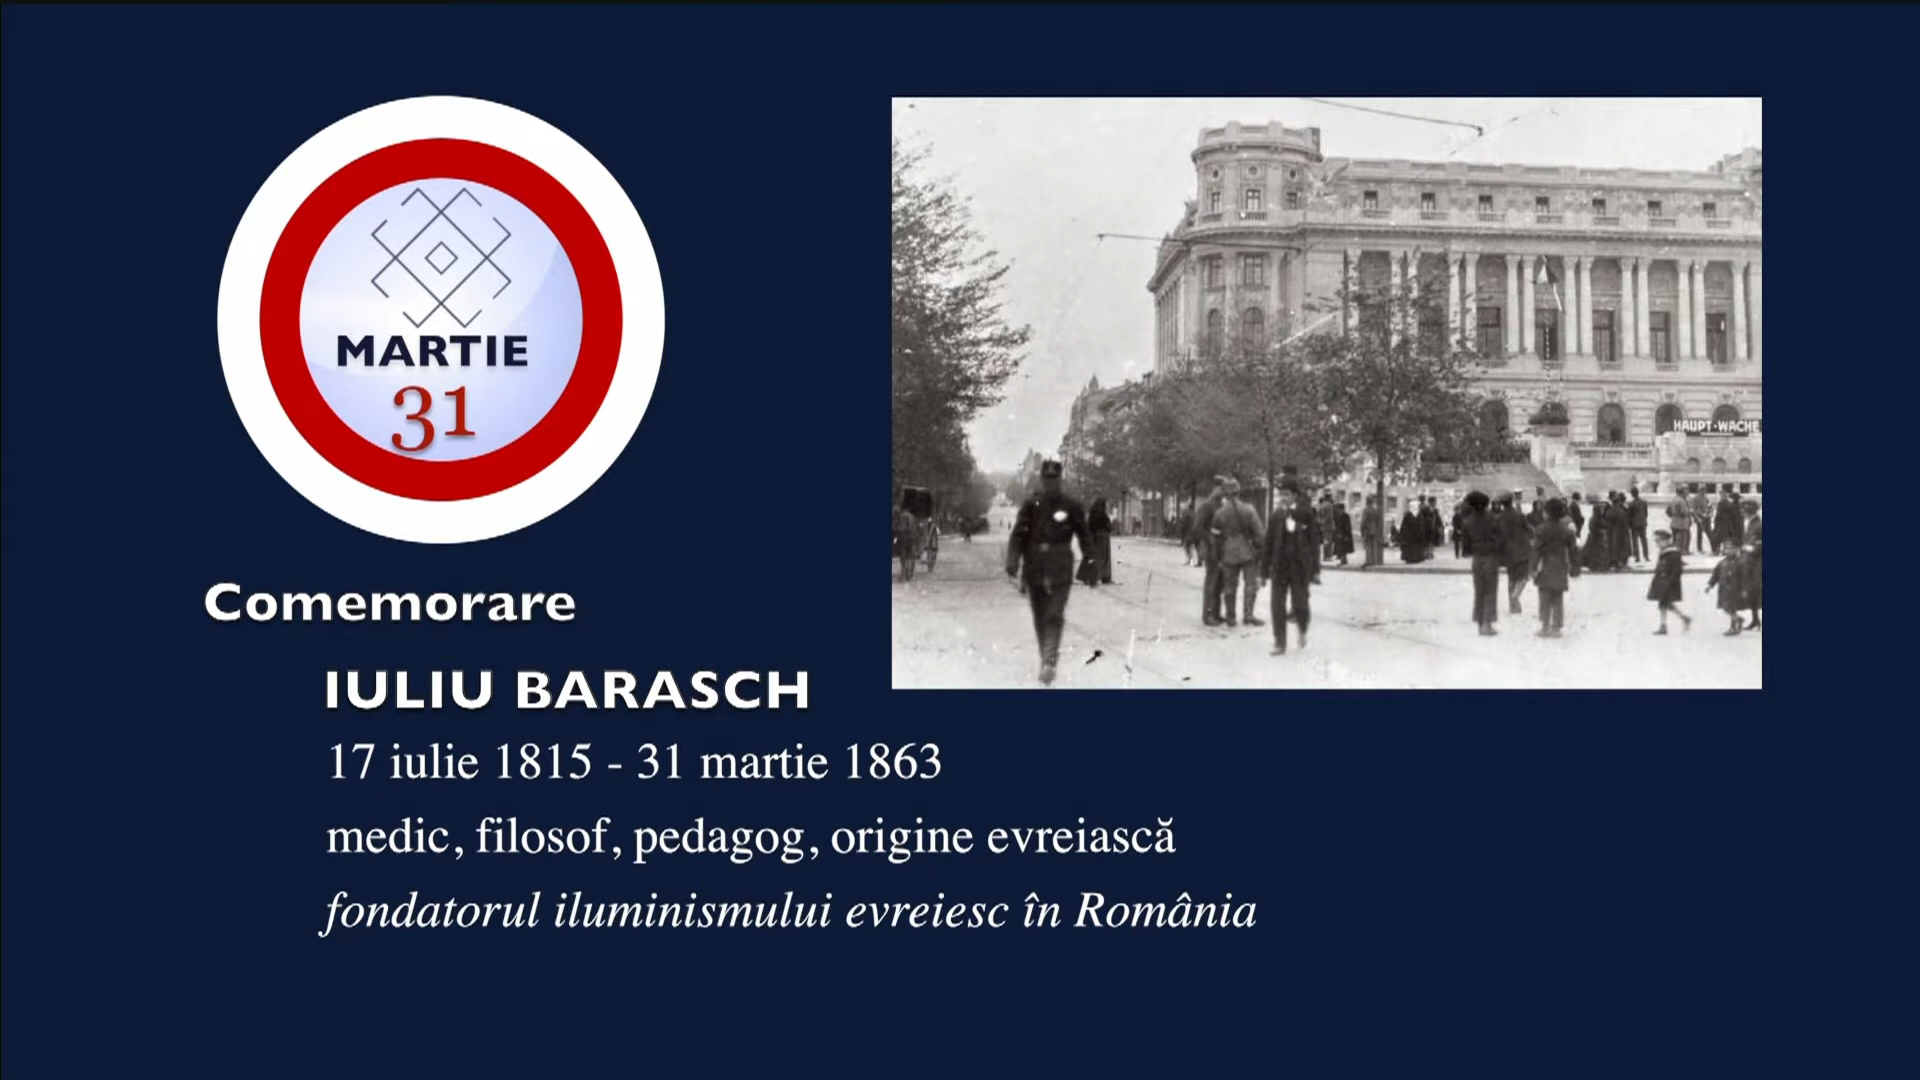 MARTIE
31
HAUPT-WACHE
Comemorare
IULIU BARASCH
17 iulie 1815 - 31 martie 1863
medic, filosof, pedagog, origine evreiască
fondatorul iluminismului evreiesc în România